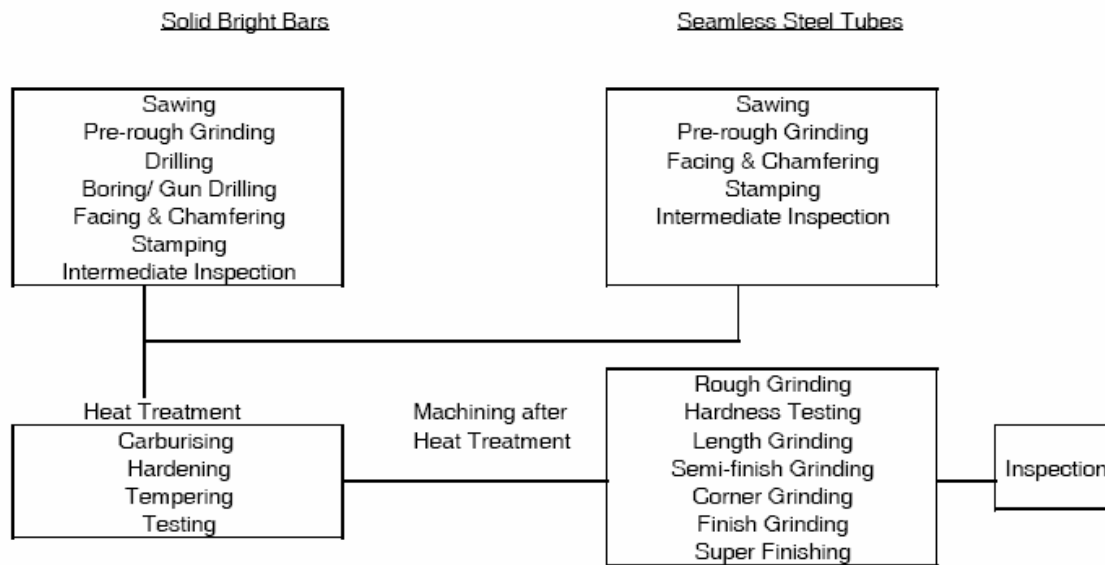 Solid Bright Bars
Seamless Steel Tubes
Sawing
Pre-rough Grinding
Drilling
Boring/ Gun Drilling
Facing & Chamfering
Stamping
Intermediate Inspection
Sawing
Pre-rough Grinding
Facing & Chamfering
Stamping
Intermediate Inspection
Heat Treatment
Carburising
Hardening
Tempering
Testing
Machining after
Heat Treatment
Rough Grinding
Hardness Testing
Length Grinding
Semi-finish Grinding
Corner Grinding
Finish Grinding
Super Finishing
Inspection